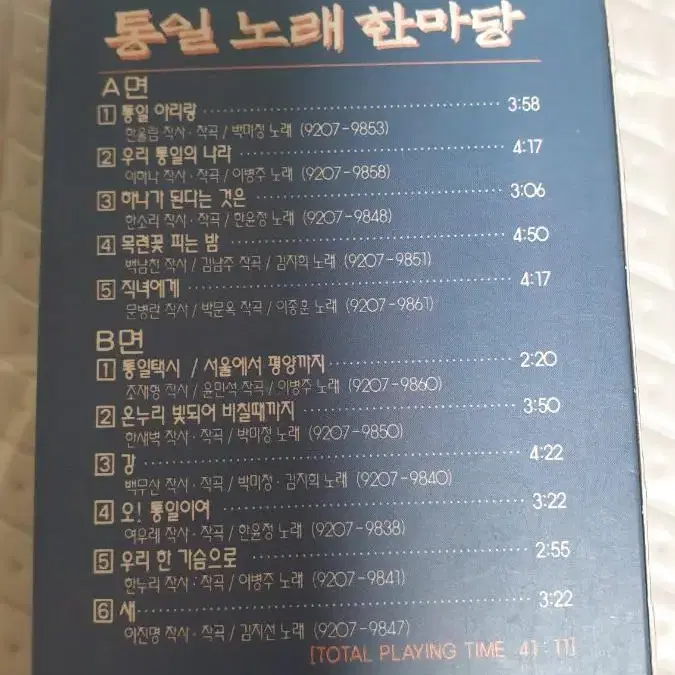 통일 노래 한마당
A면
1 통일 아리랑 3:58
한울림 작사·작곡 / 박미정 노래 (9207-9853)
2 우리 통일의 나라 4:17
이하나 작사·작곡 / 이병주 노래 (9207-9858)
3 하나가 된다는 것은 3:06
한소리 작사·작곡 / 한윤정 노래 (9207-9848)
4 목련꽃 피는 밤 4:50
백남진 작사 / 김남주 작곡 / 김지희 노래 (9207-9851)
5 직녀에게 4:17
문병란 작사 / 박문옥 작곡 / 이종훈 노래 (9207-9861)
B면
1 통일택시 / 서울에서 평양까지 2:20
조재형 작사 / 윤민석 작곡 / 이병주 노래 (9207-9860)
2 온누리 빛되어 비칠때까지 3:50
한새벽 작사·작곡 / 박미정 노래 (9207-9850)
3 강 4:22
백무산 작사·작곡 / 박미정·김지희 노래 (9207-9840)
4 오! 통일이여 3:22
여우레 작사·작곡 / 한윤정 노래 (9207-9838)
5 우리 한 가슴으로 2:55
한누리 작사·작곡 / 이병주 노래 (9207-9841)
6 새 3:22
이진명 작사·작곡 / 김지선 노래 (9207-9847)
[TOTAL PLAYING TIME 41:11]